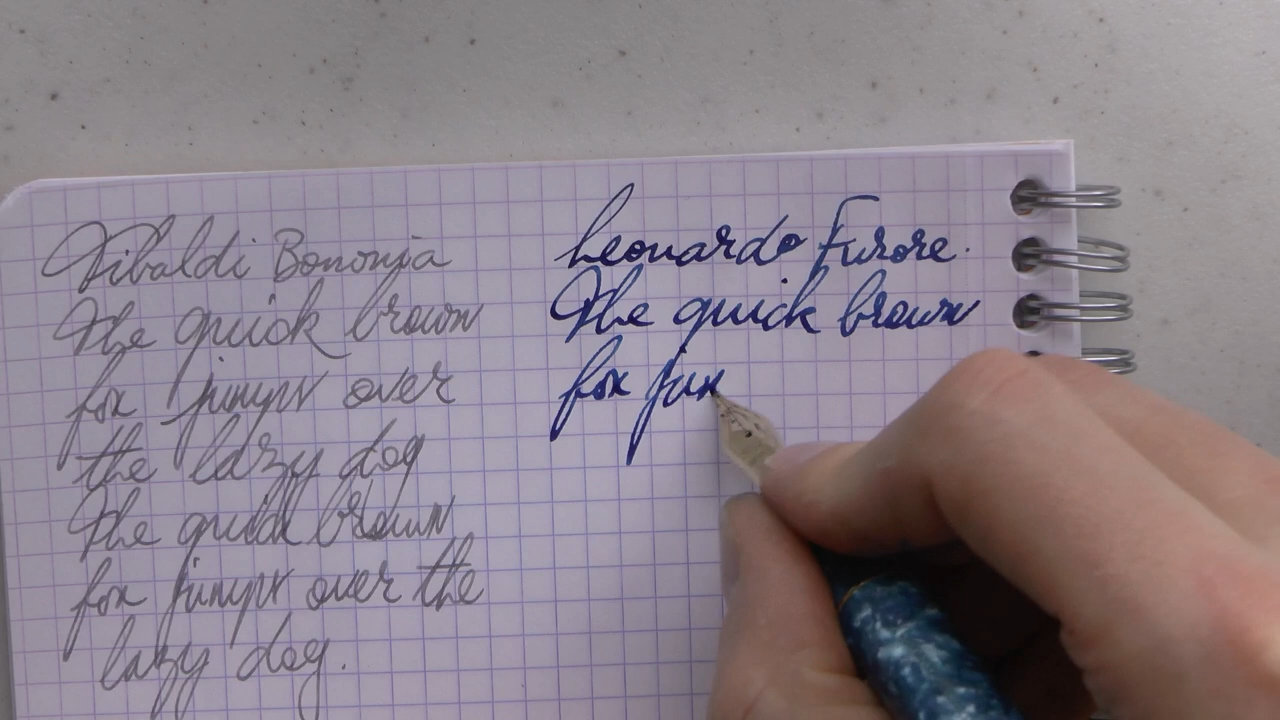 Tibaldi Bononia
The quick brown
fox jumps over
the lazy dog
The quick brown
fox jumps over the
lazy dog.
Leonardo Furore.
The quick brown
fox jum